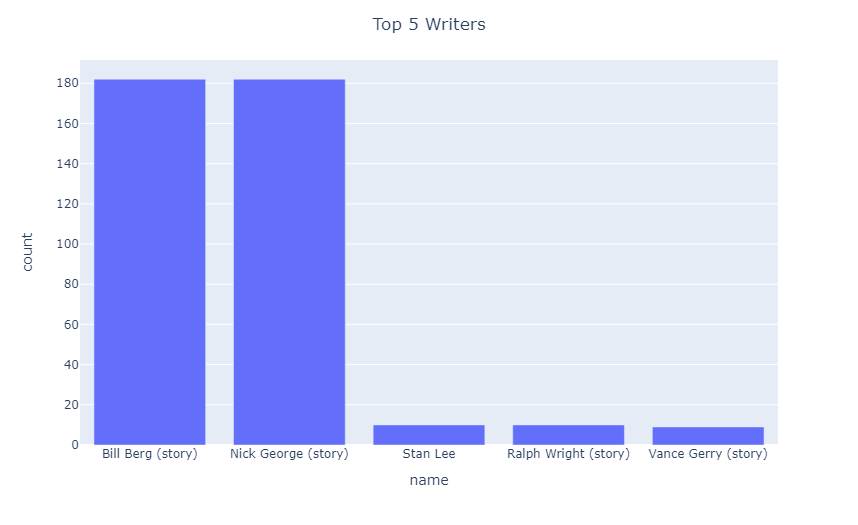 Top 5 Writers
count
180
160
140
120
100
80
60
40
20
0
Bill Berg (story) Nick George (story) Stan Lee Ralph Wright (story) Vance Gerry (story)
name